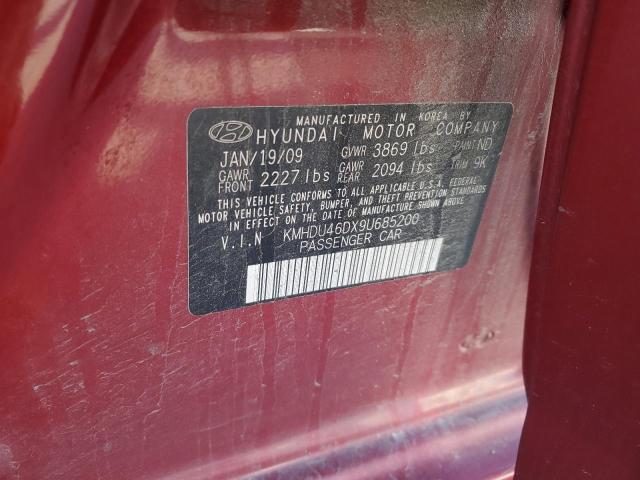 MANUFACTURED IN KOREA BY
HYUNDAI MOTOR COMPANY
JAN/19/09 GVWR 3869 lbs PAINT ND
GAWR FRONT 2227 lbs GAWR REAR 2094 lbs TRIM 9K
THIS VEHICLE CONFORMS TO ALL APPLICABLE U.S.A. FEDERAL
MOTOR VEHICLE SAFETY, BUMPER, AND THEFT PREVENTION STANDARDS
IN EFFECT ON THE DATE OF MANUFACTURE SHOWN ABOVE
V.I.N KMHDU46DX9U685200
PASSENGER CAR